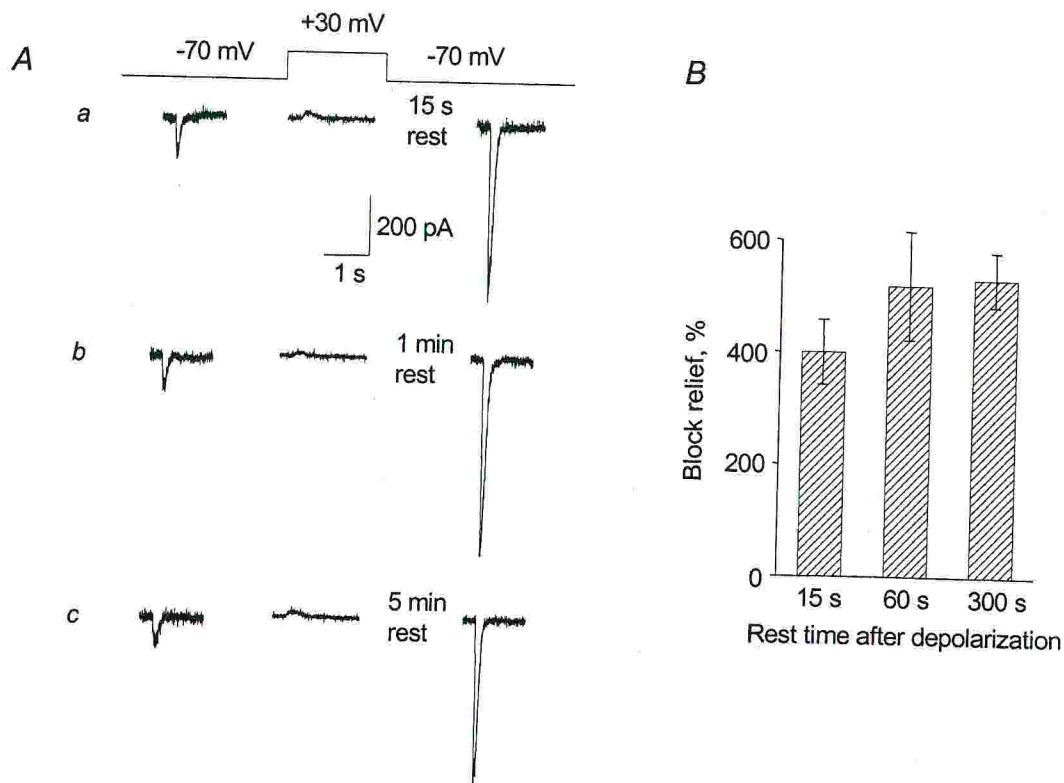 A
-70 mV
+30 mV
-70 mV
a
15 s
rest
200 pA
1 s
b
1 min
rest
c
5 min
rest
B
Block relief, %
600
400
200
0
15 s
60 s
300 s
Rest time after depolarization